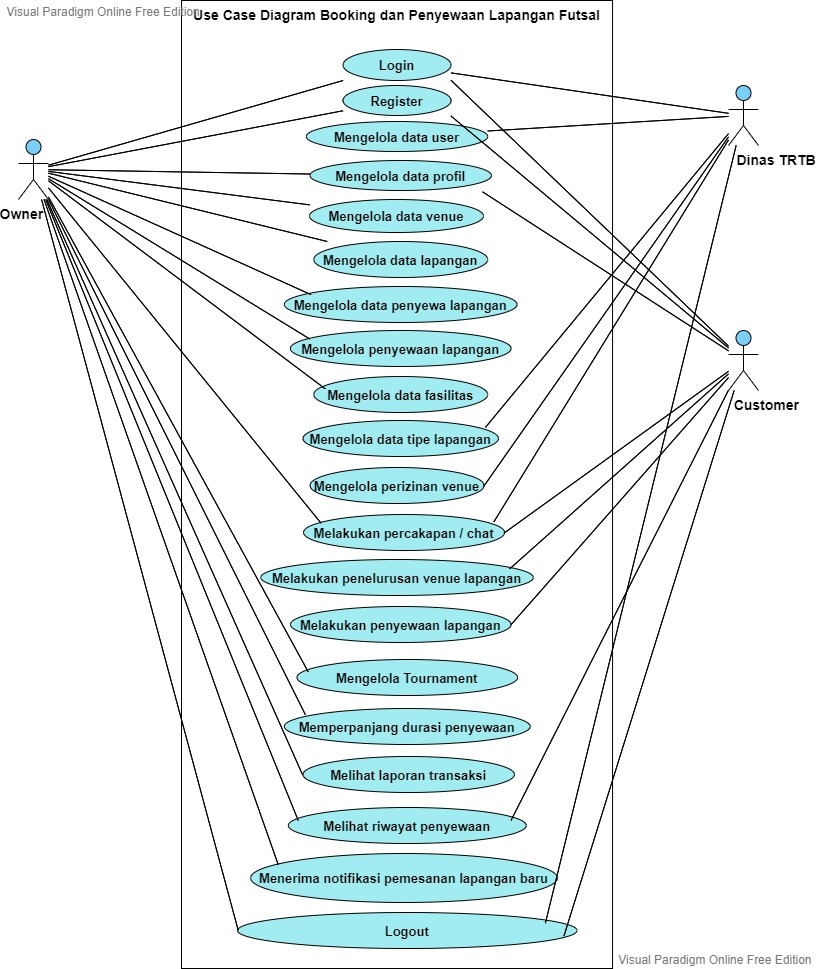 Visual Paradigm Online Free Edition
Use Case Diagram Booking dan Penyewaan Lapangan Futsal
Login
Register
Mengelola data user
Dinas TRTB
Mengelola data profil
Owner
Mengelola data venue
Mengelola data lapangan
Mengelola data penyewa lapangan
Mengelola penyewaan lapangan
Mengelola data fasilitas
Customer
Mengelola data tipe lapangan
Mengelola perizinan venue
Melakukan percakapan / chat
Melakukan penelurusan venue lapangan
Melakukan penyewaan lapangan
Mengelola Tournament
Memperpanjang durasi penyewaan
Melihat laporan transaksi
Melihat riwayat penyewaan
Menerima notifikasi pemesanan lapangan baru
Logout
Visual Paradigm Online Free Edition